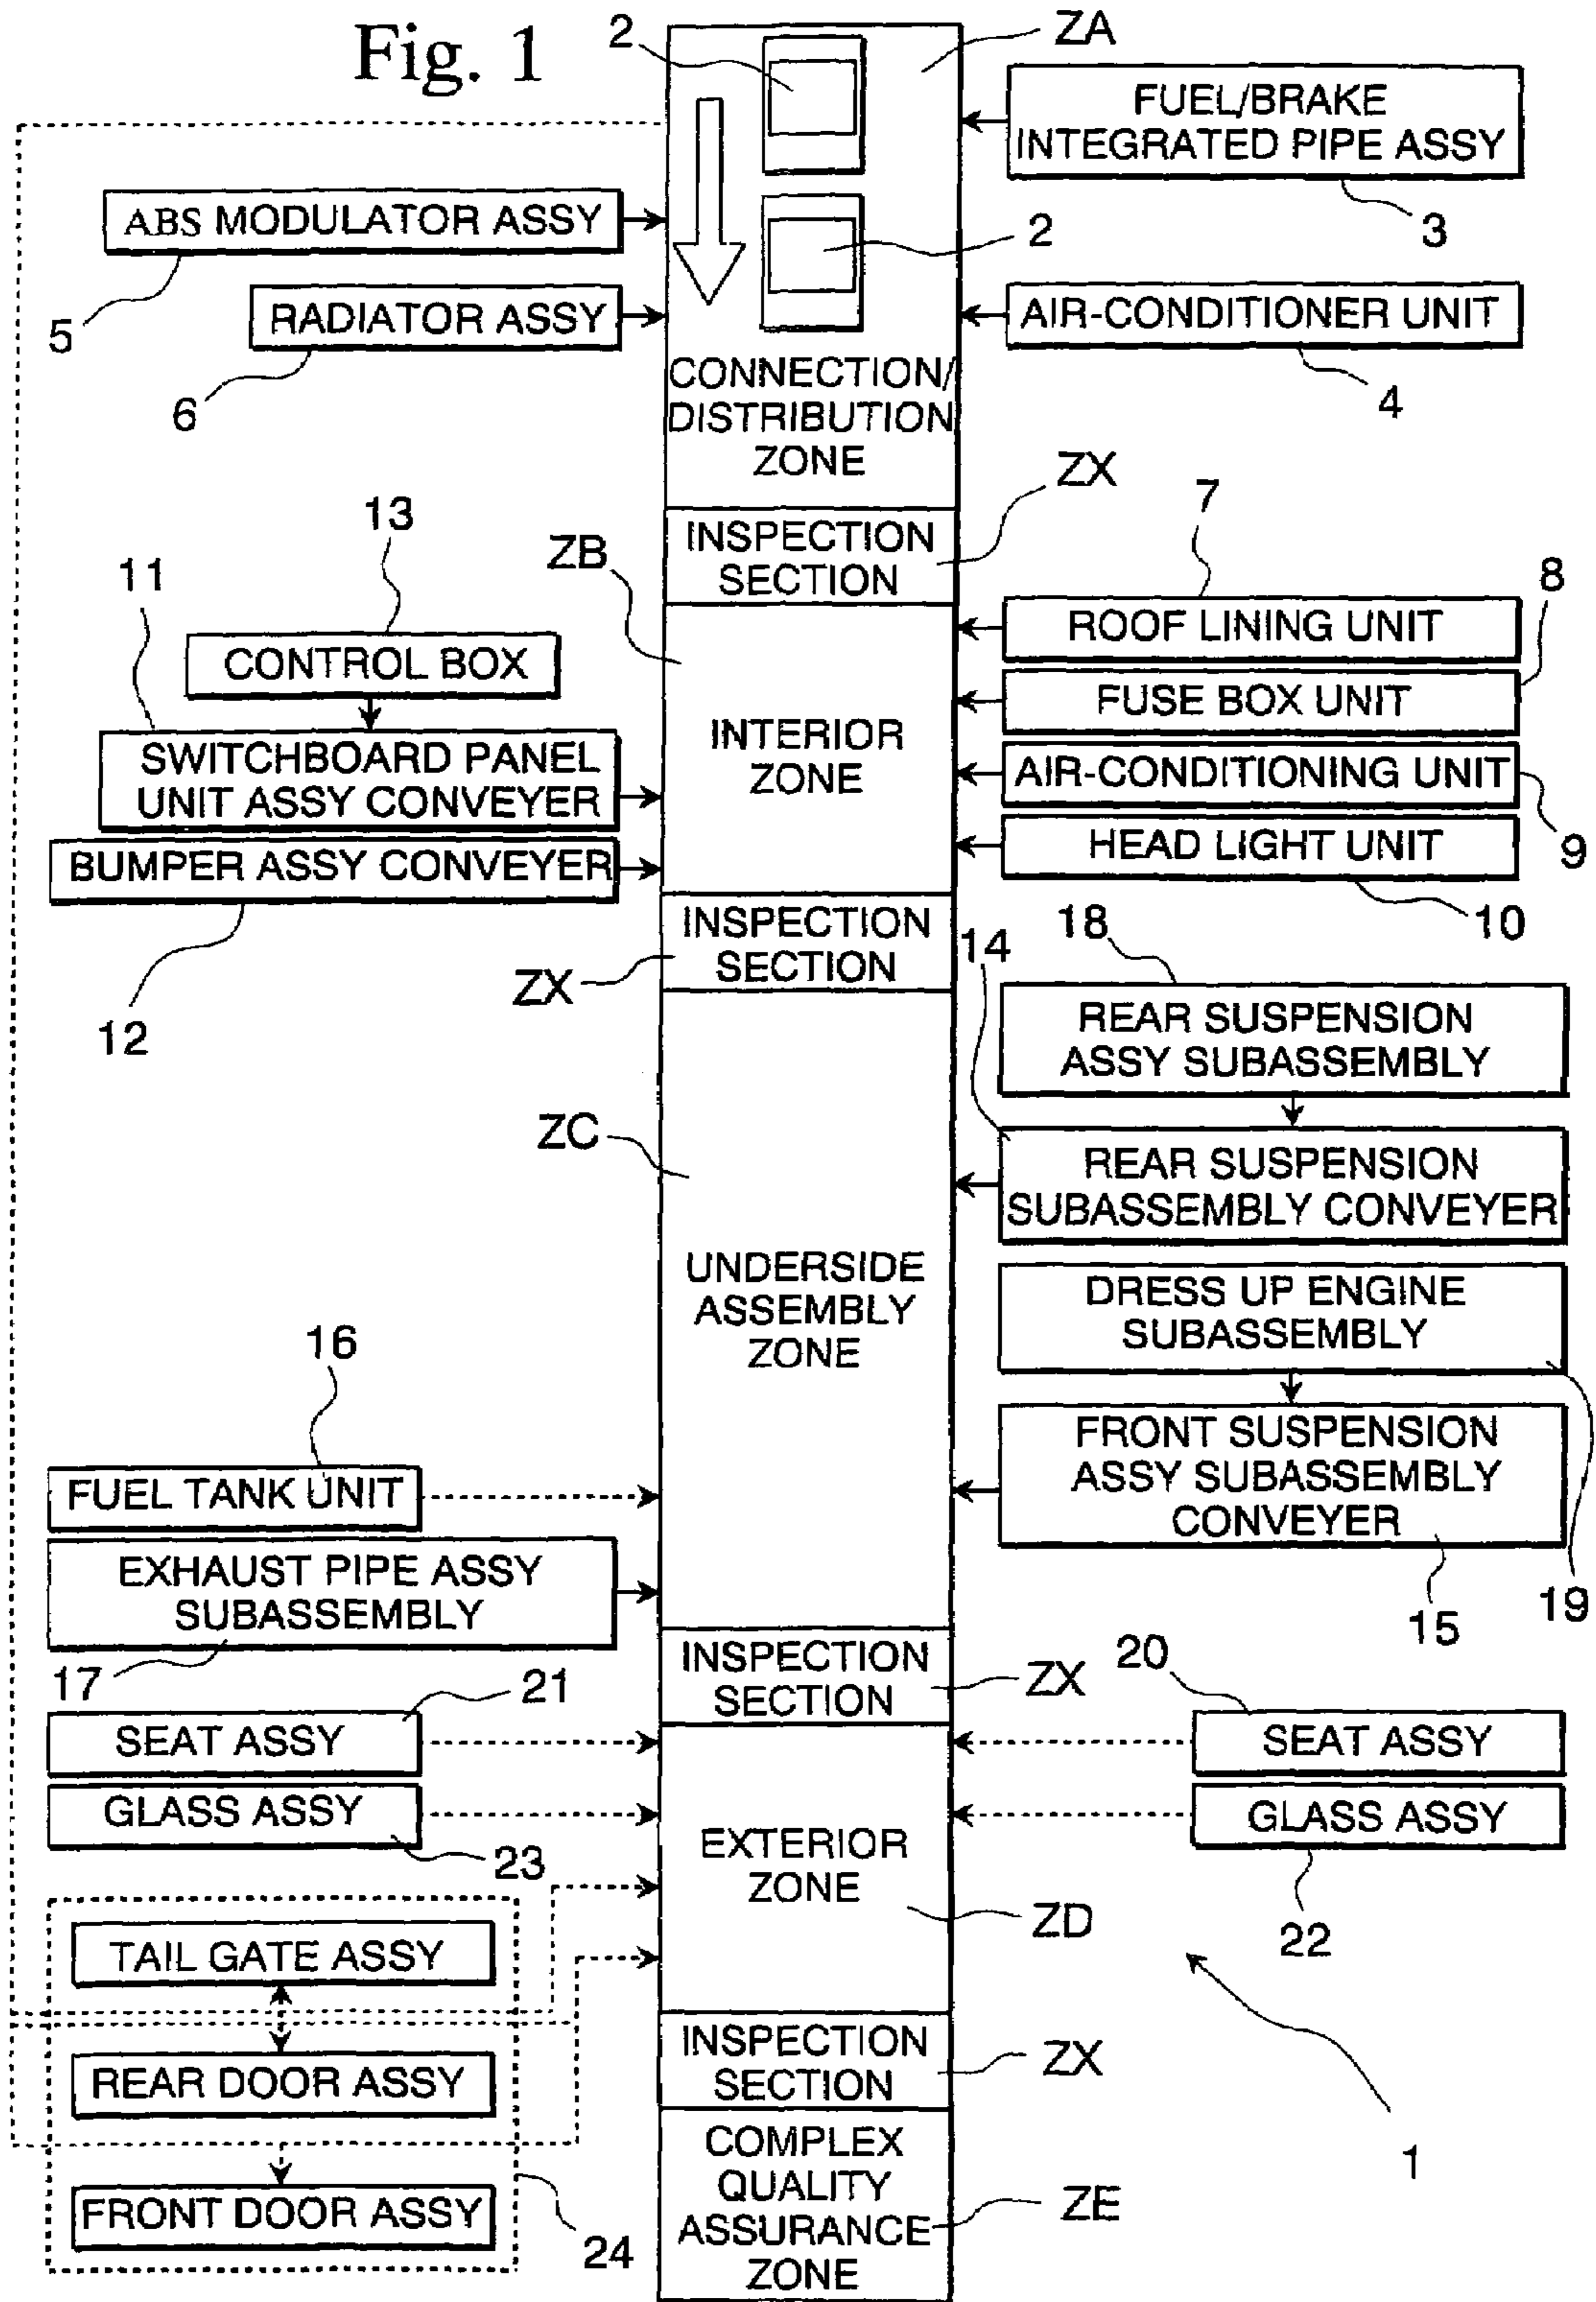 Fig. 1
2
ZA
2
FUEL/BRAKE
INTEGRATED PIPE ASSY
3
ABS MODULATOR ASSY
5
2
RADIATOR ASSY
6
AIR-CONDITIONER UNIT
4
CONNECTION/
DISTRIBUTION
ZONE
ZX
INSPECTION
SECTION
13
ZB
11
CONTROL BOX
SWITCHBOARD PANEL
UNIT ASSY CONVEYER
BUMPER ASSY CONVEYER
12
INTERIOR
ZONE
7
8
ROOF LINING UNIT
FUSE BOX UNIT
AIR-CONDITIONING UNIT
9
HEAD LIGHT UNIT
10
INSPECTION
SECTION
ZX
14
18
REAR SUSPENSION
ASSY SUBASSEMBLY
REAR SUSPENSION
SUBASSEMBLY CONVEYER
DRESS UP ENGINE
SUBASSEMBLY
FRONT SUSPENSION
ASSY SUBASSEMBLY
CONVEYER
15
19
ZC
UNDERSIDE
ASSEMBLY
ZONE
16
FUEL TANK UNIT
EXHAUST PIPE ASSY
SUBASSEMBLY
17
INSPECTION
SECTION
ZX
21
SEAT ASSY
GLASS ASSY
23
20
SEAT ASSY
GLASS ASSY
22
EXTERIOR
ZONE
ZD
TAIL GATE ASSY
REAR DOOR ASSY
FRONT DOOR ASSY
24
INSPECTION
SECTION
ZX
COMPLEX
QUALITY
ASSURANCE
ZONE
ZE
1